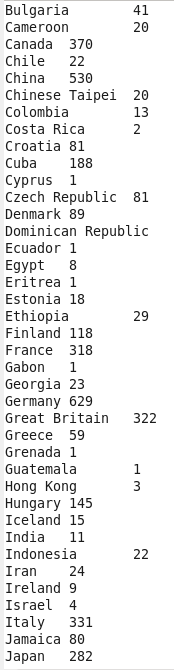 Bulgaria 41
Cameroon 20
Canada 370
Chile 22
China 530
Chinese Taipei 20
Colombia 13
Costa Rica 2
Croatia 81
Cuba 188
Cyprus 1
Czech Republic 81
Denmark 89
Dominican Republic
Ecuador 1
Egypt 8
Eritrea 1
Estonia 18
Ethiopia 29
Finland 118
France 318
Gabon 1
Georgia 23
Germany 629
Great Britain 322
Greece 59
Grenada 1
Guatemala 1
Hong Kong 3
Hungary 145
Iceland 15
India 11
Indonesia 22
Iran 24
Ireland 9
Israel 4
Italy 331
Jamaica 80
Japan 282